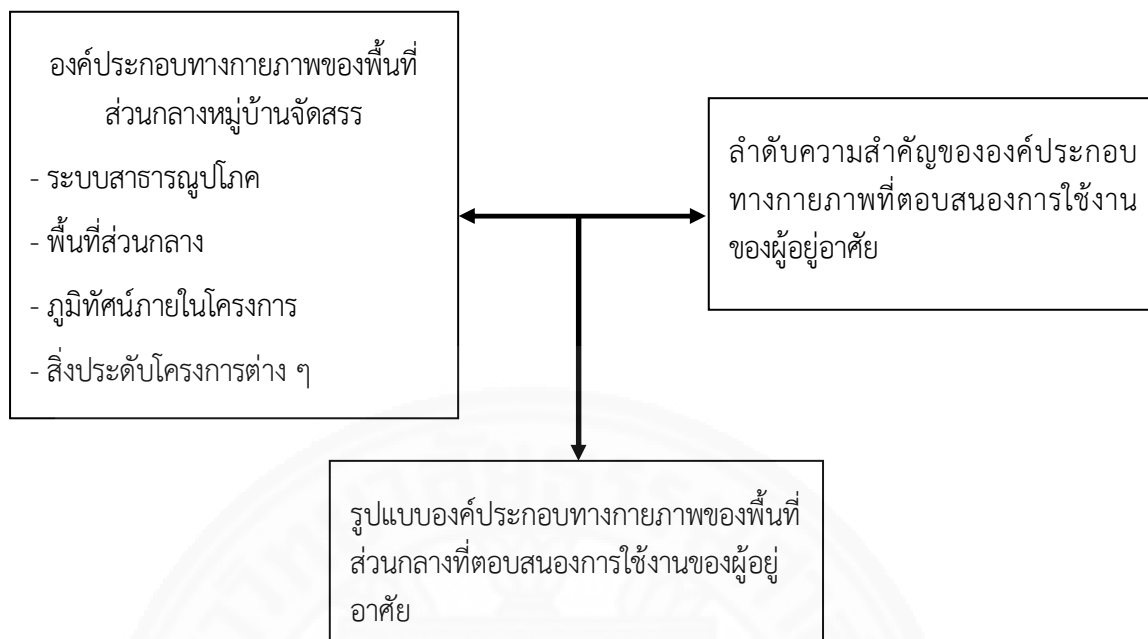 องค์ประกอบทางกายภาพของพื้นที่
ส่วนกลางหมู่บ้านจัดสรร
- ระบบสาธารณูปโภค
- พื้นที่ส่วนกลาง
- ภูมิทัศน์ภายในโครงการ
- สิ่งประดับโครงการต่าง ๆ
ลำดับความสำคัญขององค์ประกอบ
ทางกายภาพที่ตอบสนองการใช้งาน
ของผู้อยู่อาศัย
รูปแบบองค์ประกอบทางกายภาพของพื้นที่
ส่วนกลางที่ตอบสนองการใช้งานของผู้อยู่
อาศัย